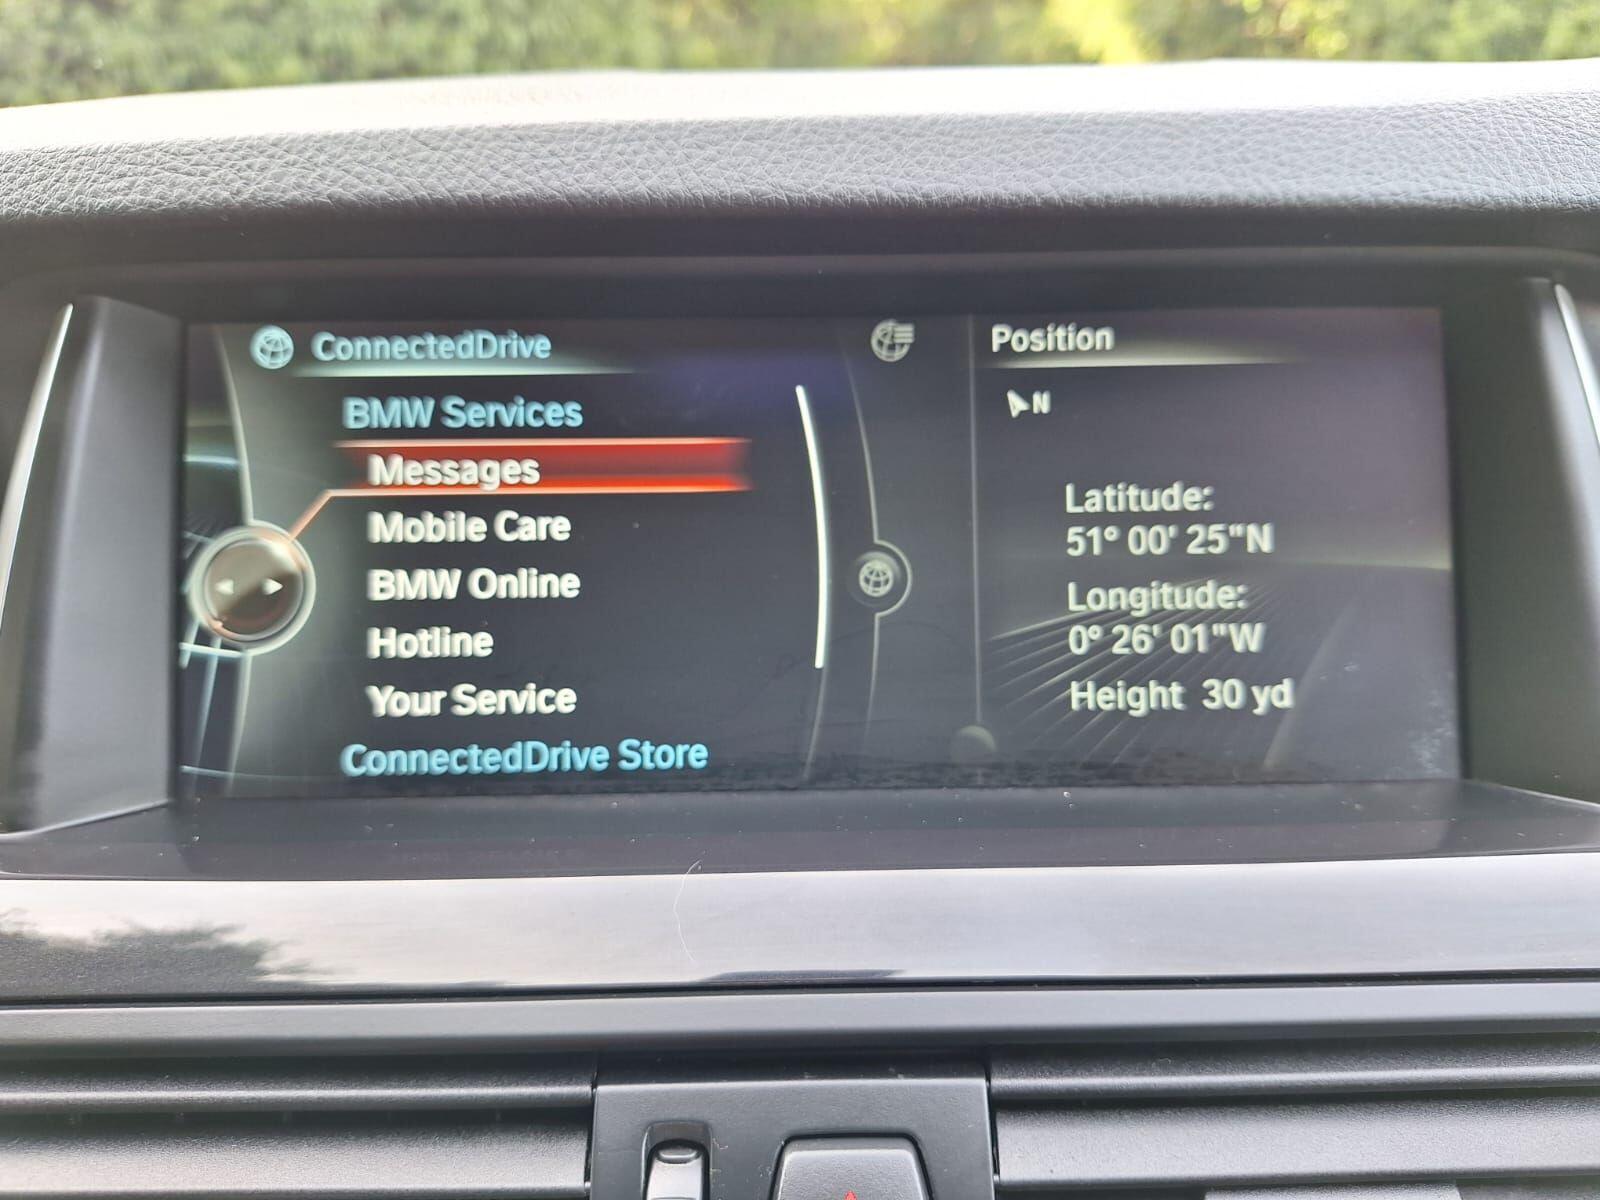 ConnectedDrive
BMW Services
Messages
Mobile Care
BMW Online
Hotline
Your Service
ConnectedDrive Store
Position
N
Latitude:
51° 00' 25"N
Longitude:
0° 26' 01"W
Height 30 yd